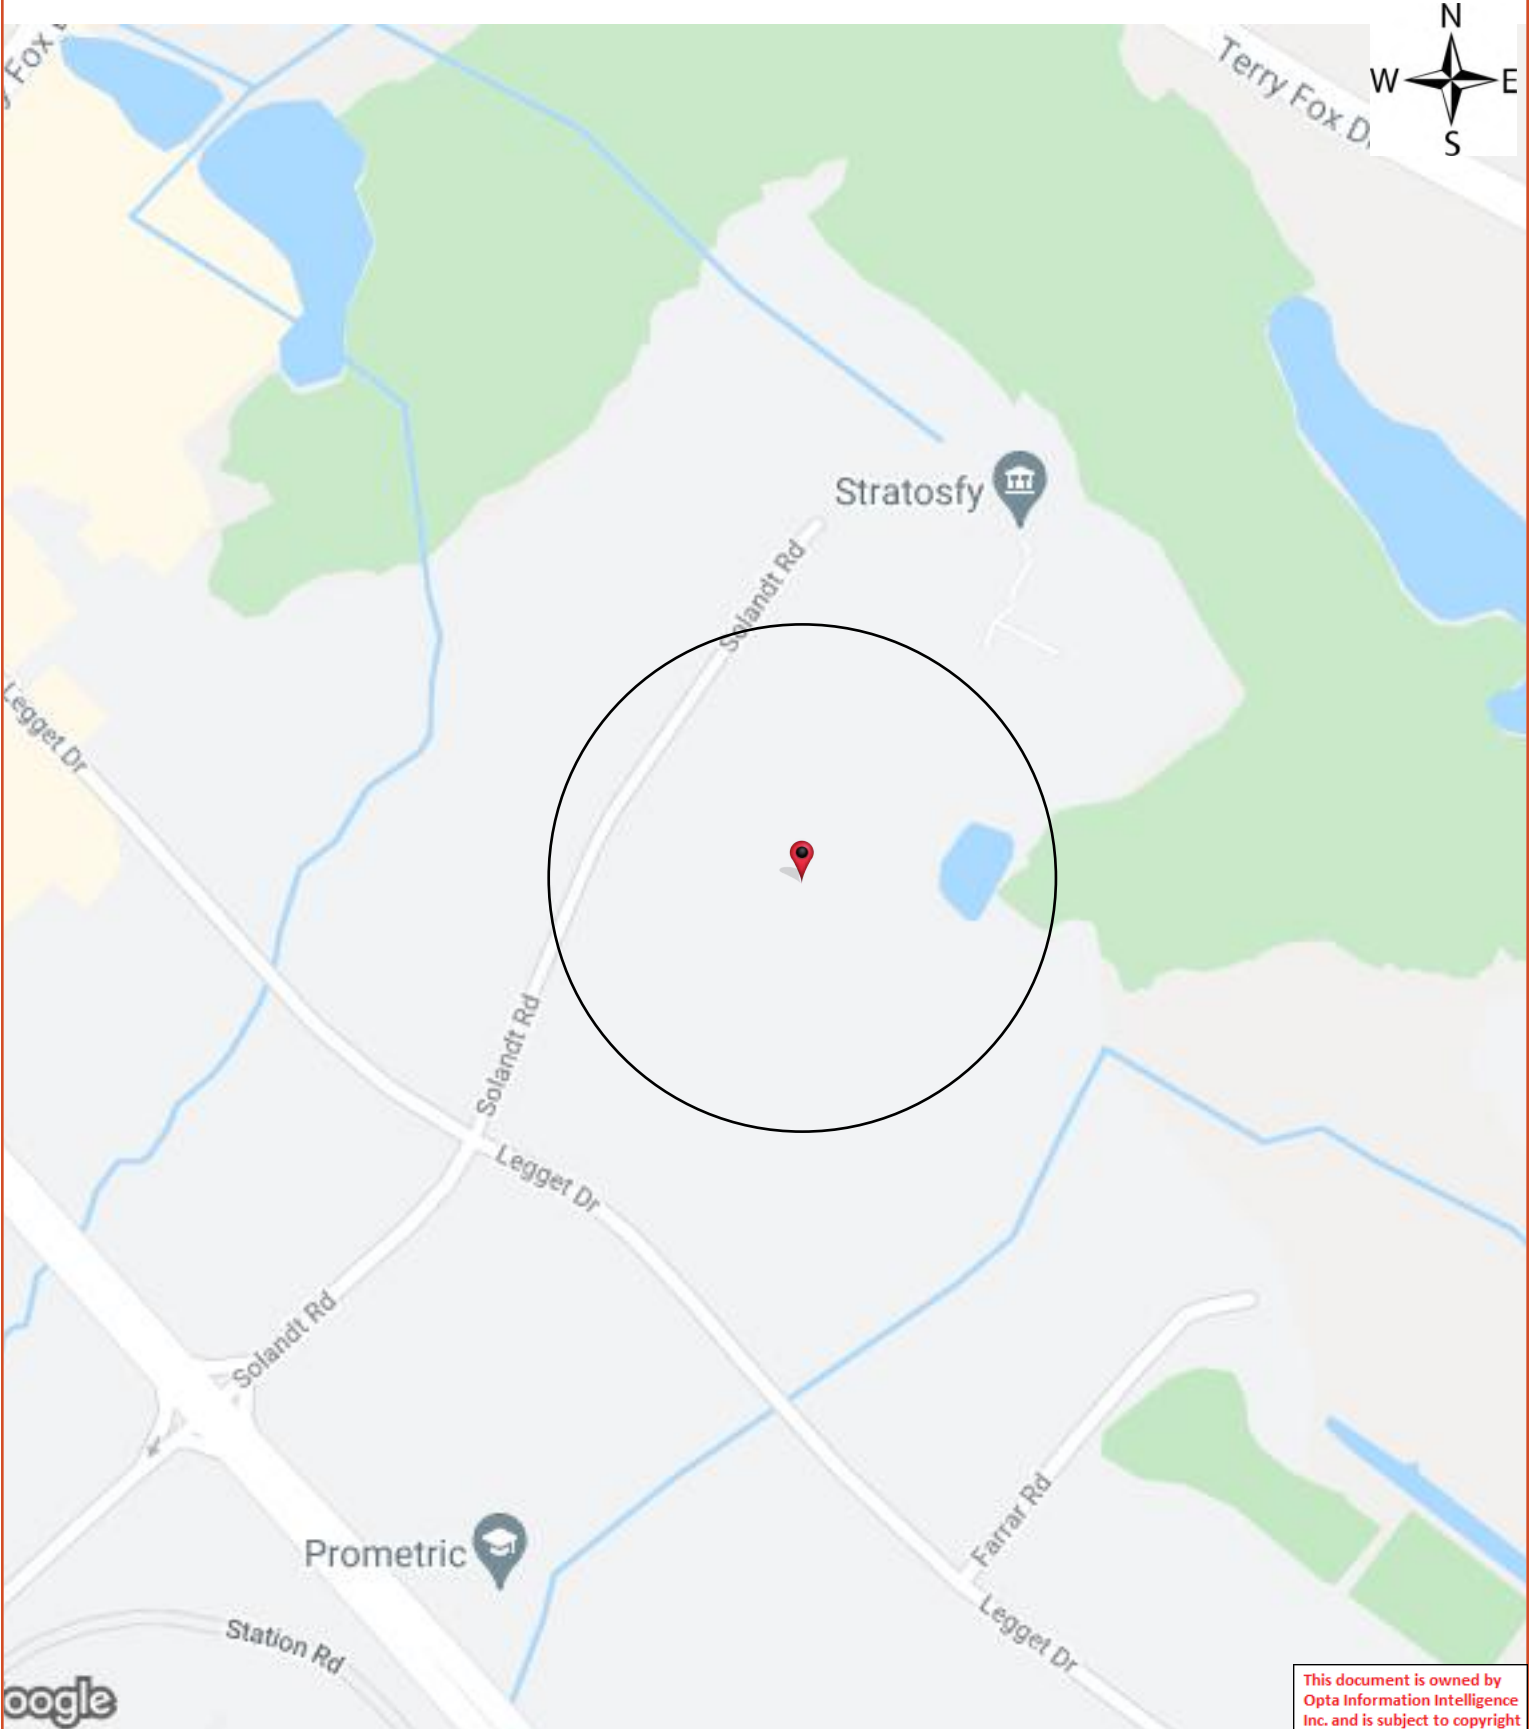 N
W E
S
Fox
Terry Fox D
Stratosfy
Solandt Rd
Legget Dr
Solandt Rd
Legget Dr
Solandt Rd
Farrar Rd
Prometric
Legget Dr
Station Rd
oogle
This document is owned by
Opta Information Intelligence
Inc. and is subject to copyright